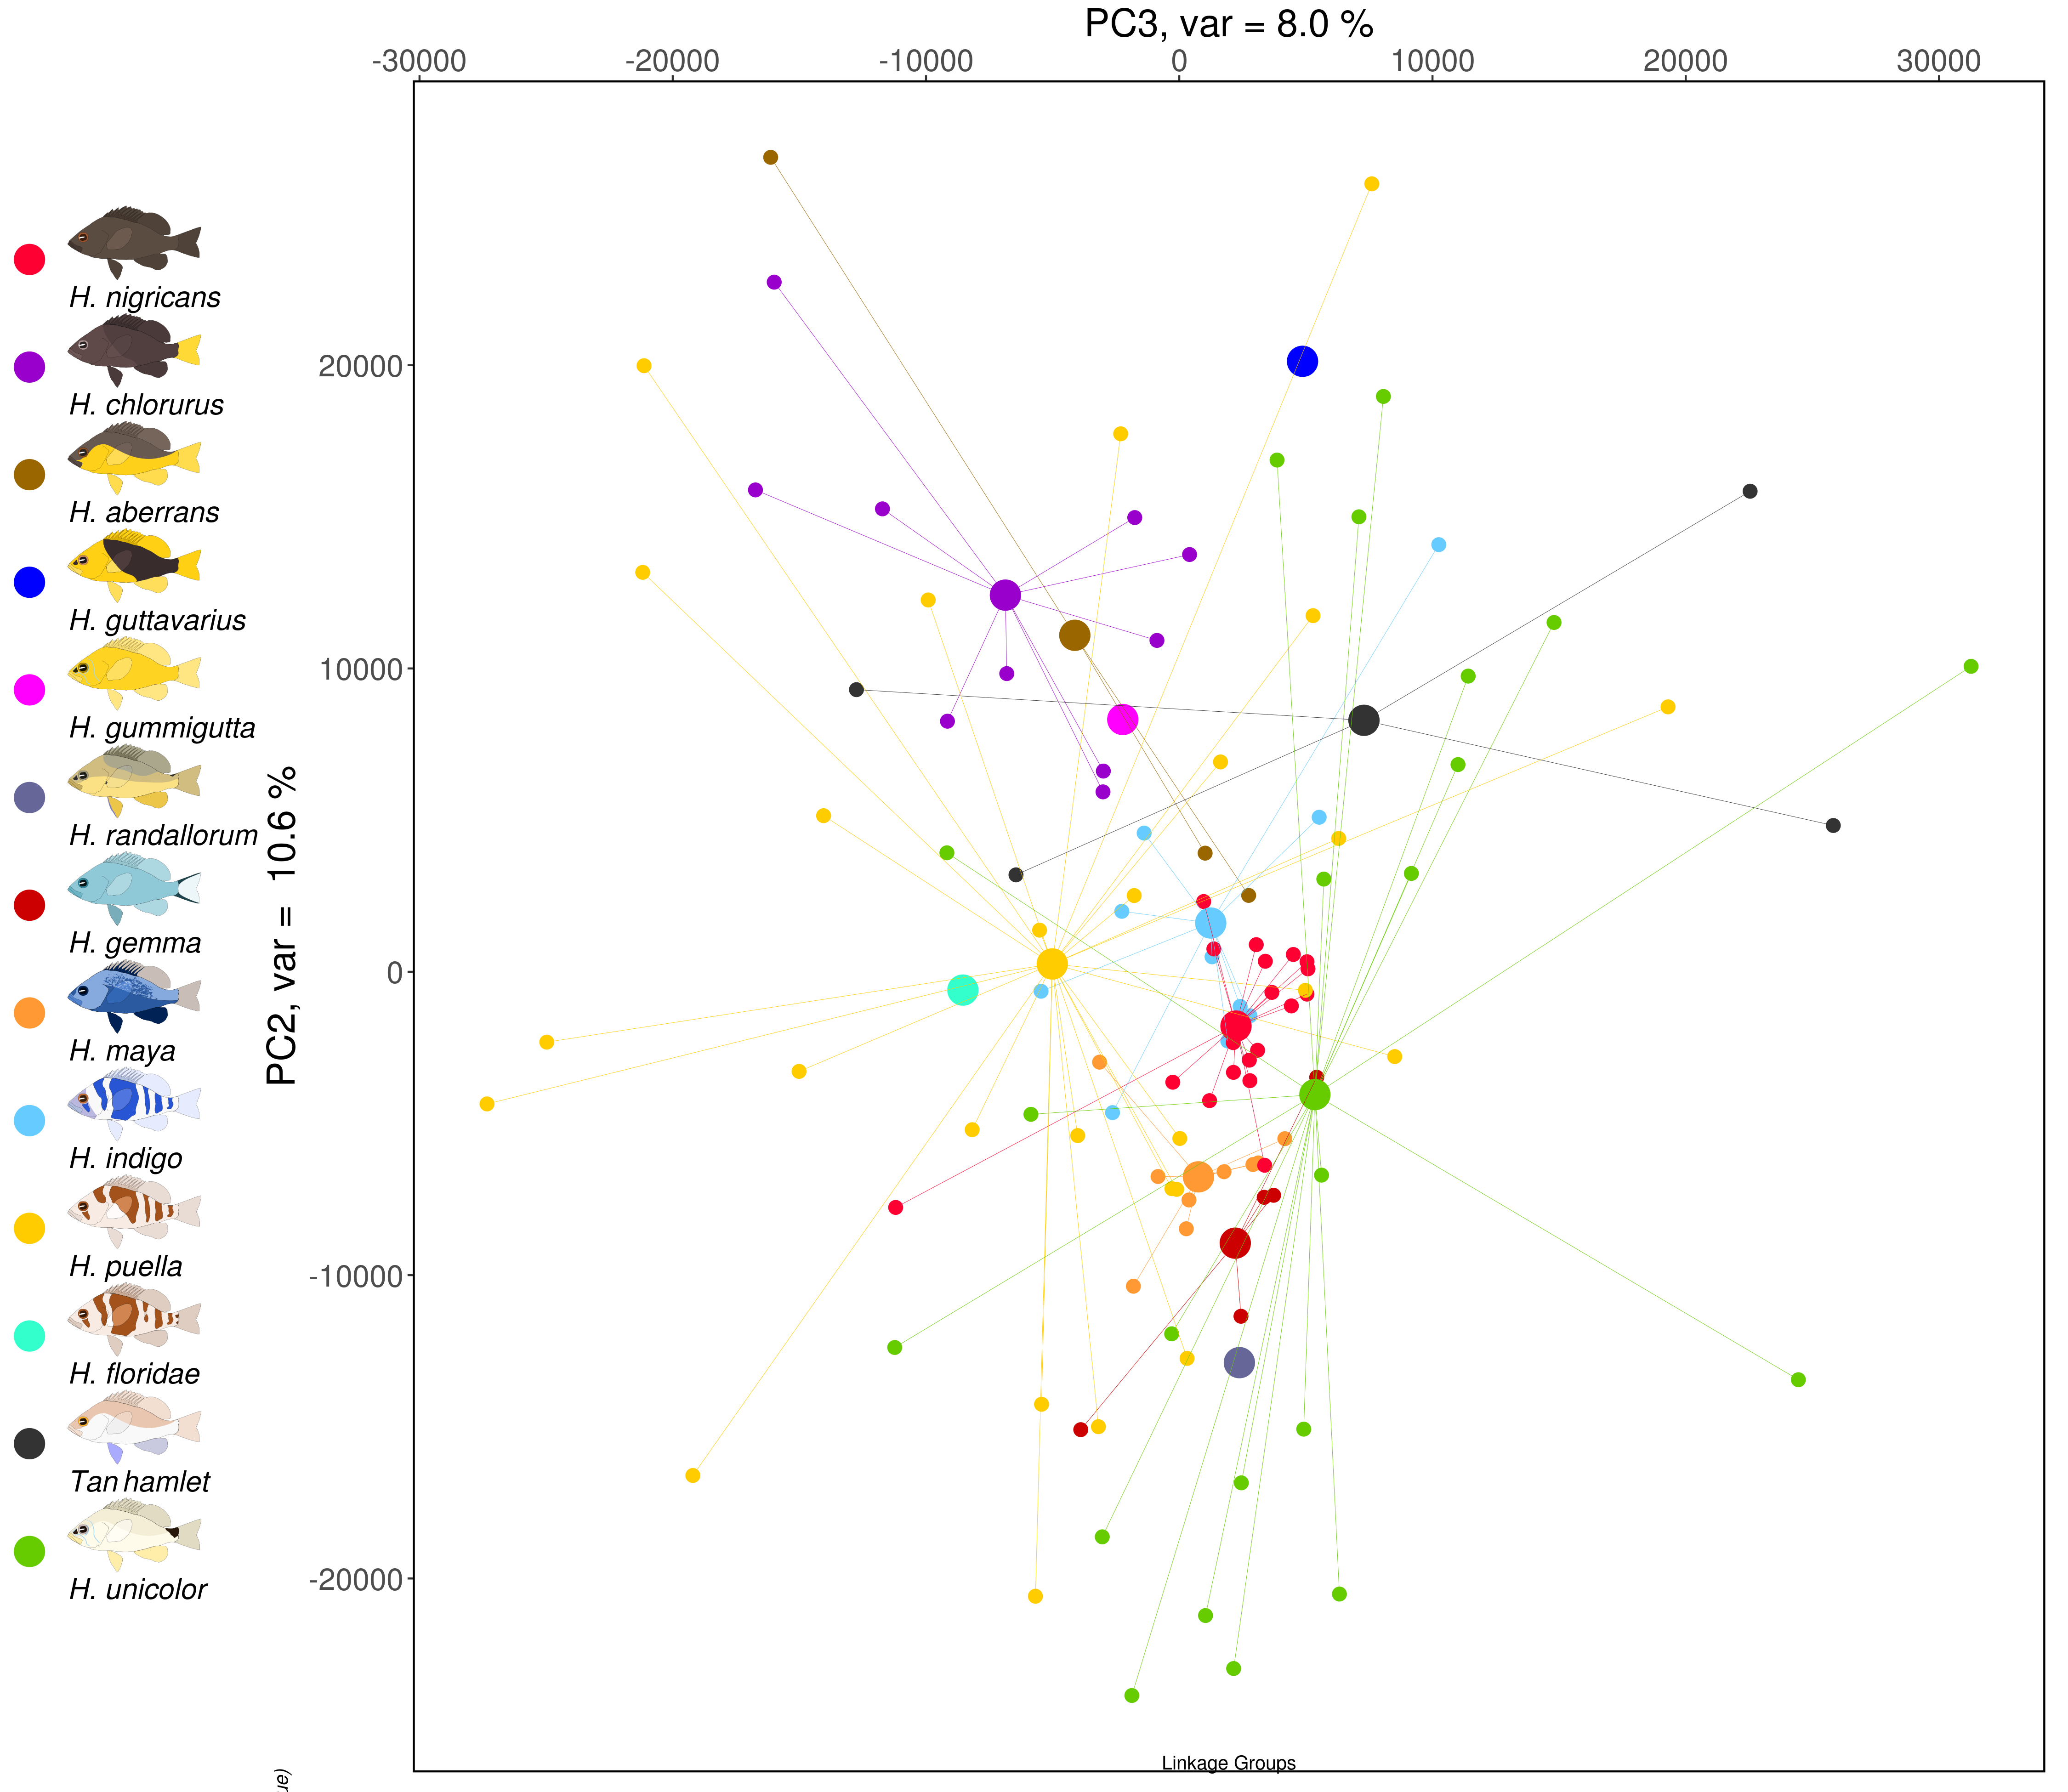 PC3, var = 8.0 %
-30000 -20000 -10000 0 10000 20000 30000
H. nigricans
H. chlorurus
H. aberrans
H. guttavarius
H. gummigutta
H. randallorum
H. gemma
H. maya
H. indigo
H. puella
H. floridae
Tan hamlet
H. unicolor
PC2, var = 10.6 %
20000
10000
0
-10000
-20000
Linkage Groups